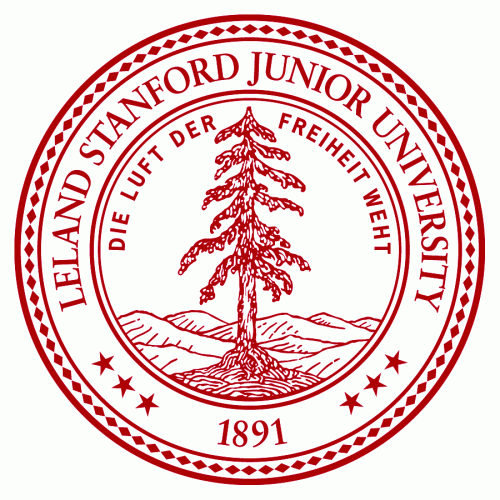 LELAND STANFORD JUNIOR UNIVERSITY
DIE LUFT DER FREIHEIT WEHT
1891